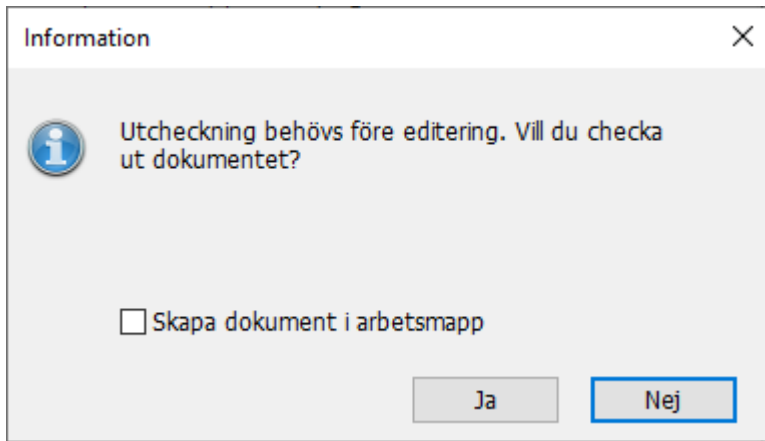 Information
Utcheckning behövs före editering. Vill du checka
ut dokumentet?
Skapa dokument i arbetsmapp
Ja
Nej